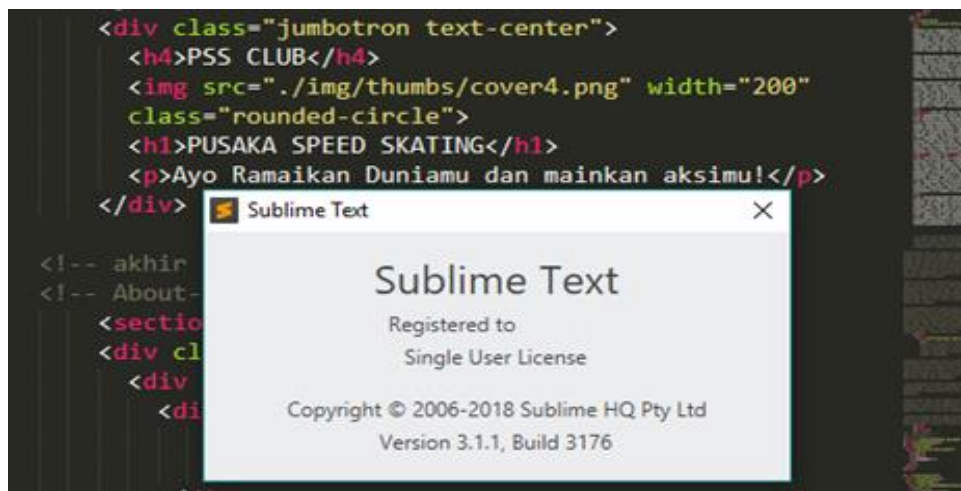 <div class="jumbotron text-center">
<h4>PSS CLUB</h4>
<img src="./img/thumbs/cover4.png" width="200"
class="rounded-circle">
<h1>PUSAKA SPEED SKATING</h1>
<p>Ayo Ramaikan Duniamu dan mainkan aksimu!</p>
</div>
Sublime Text
Sublime Text
Registered to
Single User License
Copyright © 2006-2018 Sublime HQ Pty Ltd
Version 3.1.1, Build 3176
<!-- akhir
<!-- About-
<sectio
<div cl
<div
<di